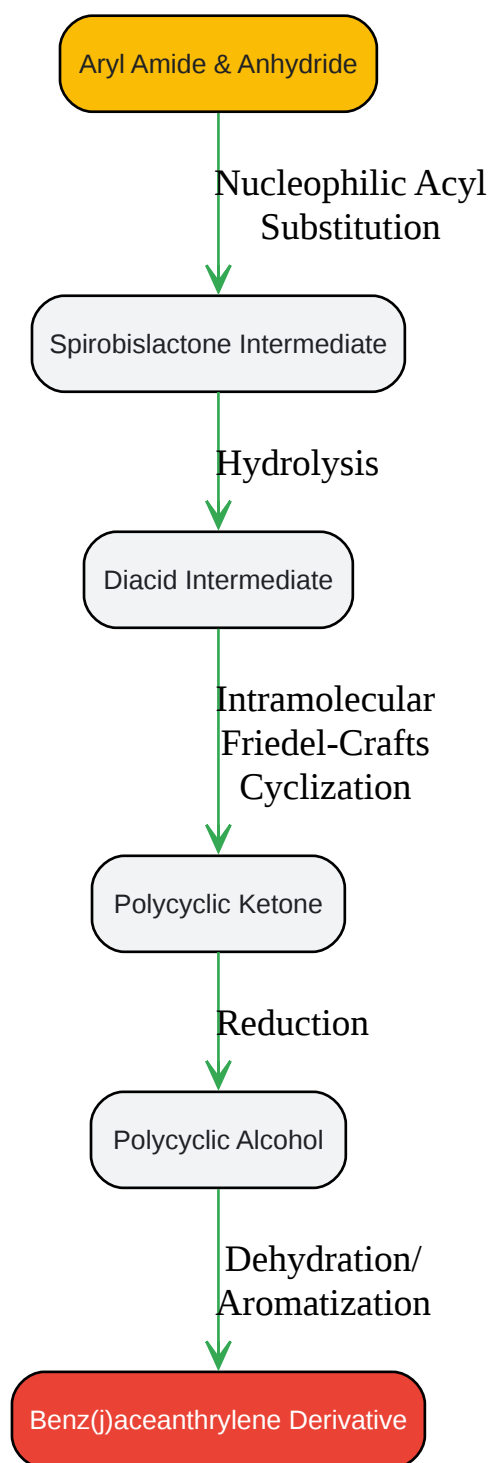 Aryl Amide & Anhydride
Nucleophilic Acyl
Substitution
Spirobislactone Intermediate
Hydrolysis
Diacid Intermediate
Intramolecular
Friedel-Crafts
Cyclization
Polycyclic Ketone
Reduction
Polycyclic Alcohol
Dehydration/
Aromatization
Benz(j)aceanthrylene Derivative